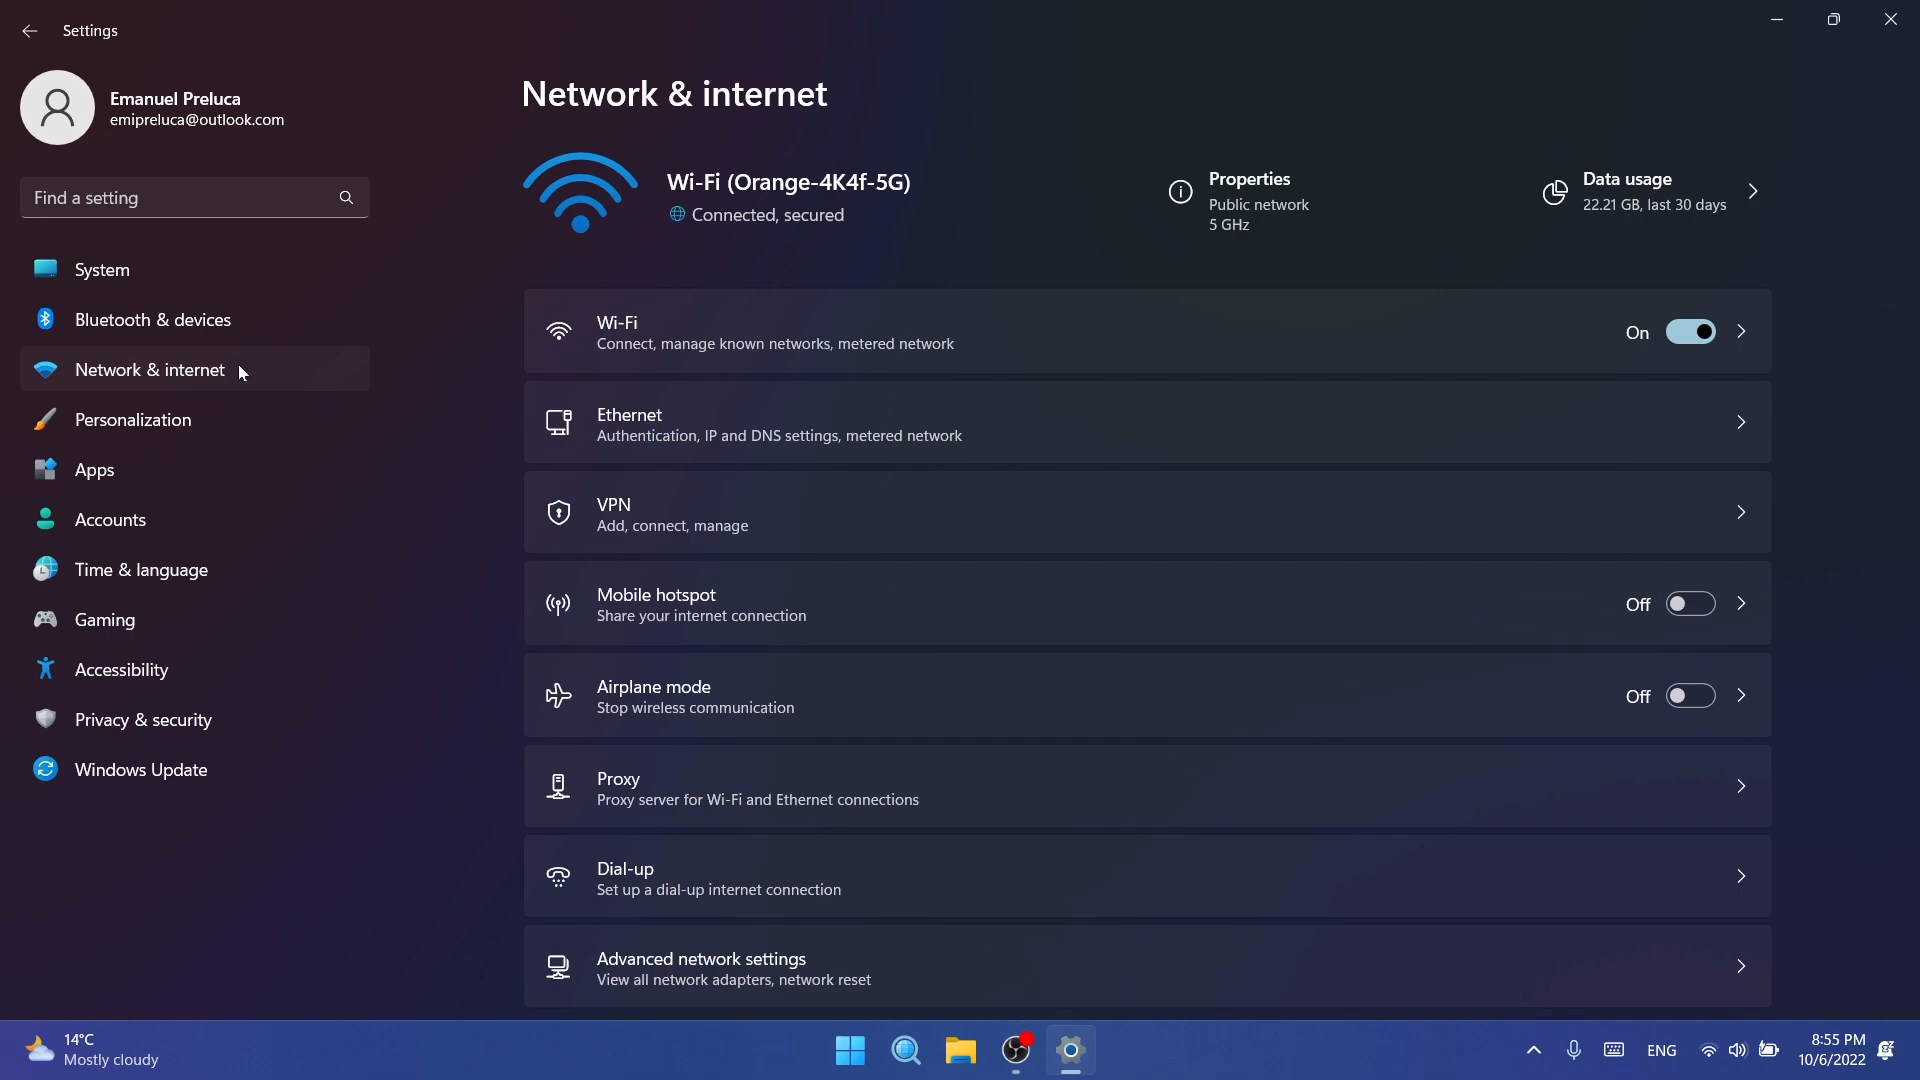 Settings
Emanuel Preluca
emipreluca@outlook.com
Find a setting
System
Bluetooth & devices
Network & internet
Personalization
Apps
Accounts
Time & language
Gaming
Accessibility
Privacy & security
Windows Update
Network & internet
Wi-Fi (Orange-4K4f-5G)
Connected, secured
Properties
Public network
5 GHz
Data usage
22.21 GB, last 30 days
Wi-Fi
Connect, manage known networks, metered network
On
Ethernet
Authentication, IP and DNS settings, metered network
VPN
Add, connect, manage
Mobile hotspot
Share your internet connection
Off
Airplane mode
Stop wireless communication
Off
Proxy
Proxy server for Wi-Fi and Ethernet connections
Dial-up
Set up a dial-up internet connection
Advanced network settings
View all network adapters, network reset
14°C
Mostly cloudy
ENG
8:55 PM
10/6/2022